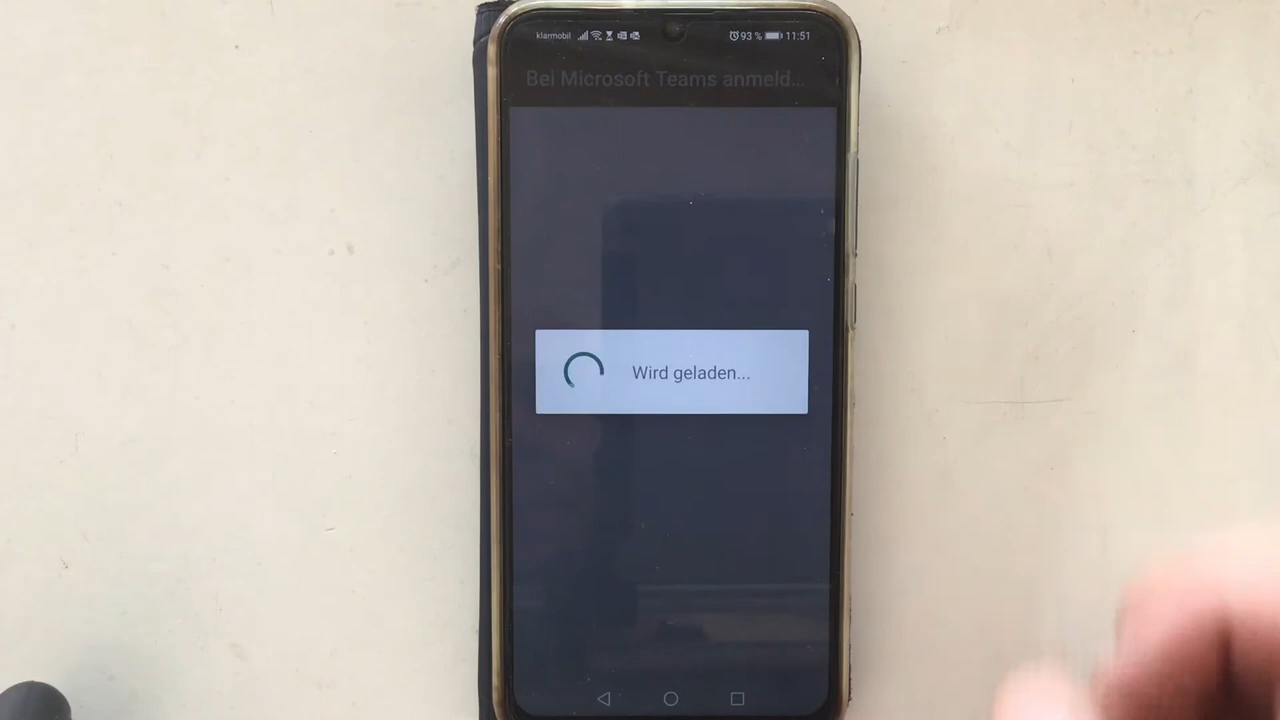 klarmobil 93 % 11:51
Bei Microsoft Teams anmeld...
Wird geladen...